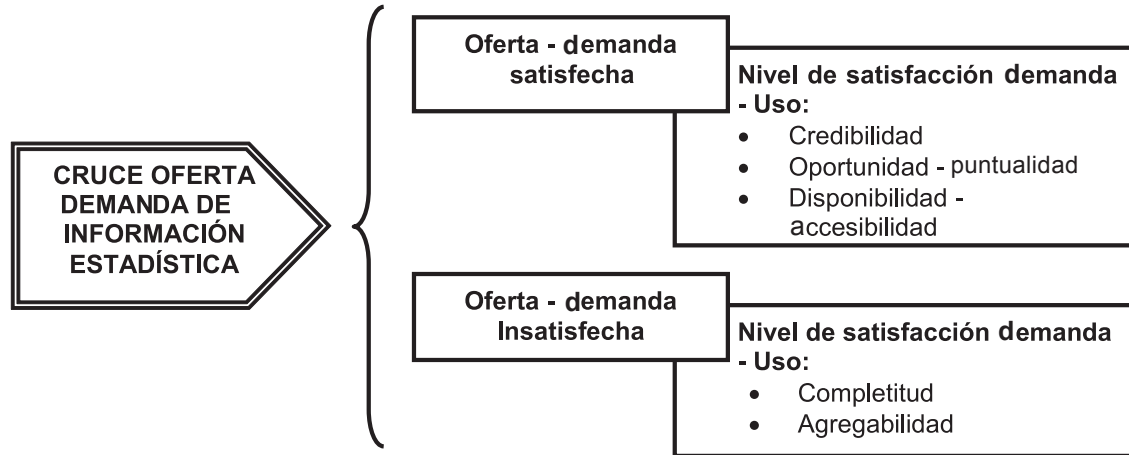 CRUCE OFERTA
DEMANDA DE
INFORMACIÓN
ESTADÍSTICA
Oferta - demanda
satisfecha
Nivel de satisfacción demanda
- Uso:
• Credibilidad
• Oportunidad - puntualidad
• Disponibilidad -
accesibilidad
Oferta - demanda
Insatisfecha
Nivel de satisfacción demanda
- Uso:
• Completitud
• Agregabilidad